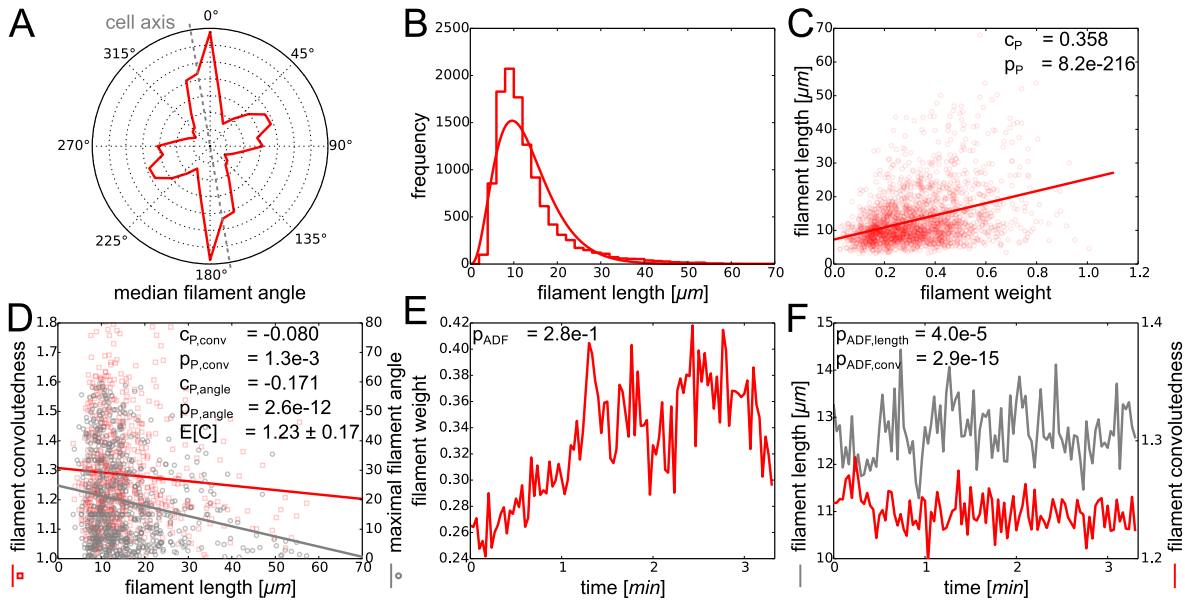 A
cell axis
0°
45°
90°
135°
180°
225°
270°
315°
median filament angle
B
2500
2000
1500
1000
500
0
0 10 20 30 40 50 60 70
frequency
filament length [µm]
C
c_P = 0.358
p_P = 8.2e-216
70
60
50
40
30
20
10
0
0.0 0.2 0.4 0.6 0.8 1.0 1.2
filament length [µm]
filament weight
D
c_P,conv = -0.080
p_P,conv = 1.3e-3
c_P,angle = -0.171
p_P,angle = 2.6e-12
E[C] = 1.23 ± 0.17
1.8
1.7
1.6
1.5
1.4
1.3
1.2
1.1
1.0
80
70
60
50
40
30
20
10
0
0 10 20 30 40 50 60 70
filament convolutedness
maximal filament angle
filament length [µm]
E
p_ADF = 2.8e-1
0.42
0.40
0.38
0.36
0.34
0.32
0.30
0.28
0.26
0.24
0 1 2 3
filament weight
time [min]
F
p_ADF,length = 4.0e-5
p_ADF,conv = 2.9e-15
15
14
13
12
11
10
1.4
1.3
1.2
0 1 2 3
filament length [µm]
filament convolutedness
time [min]